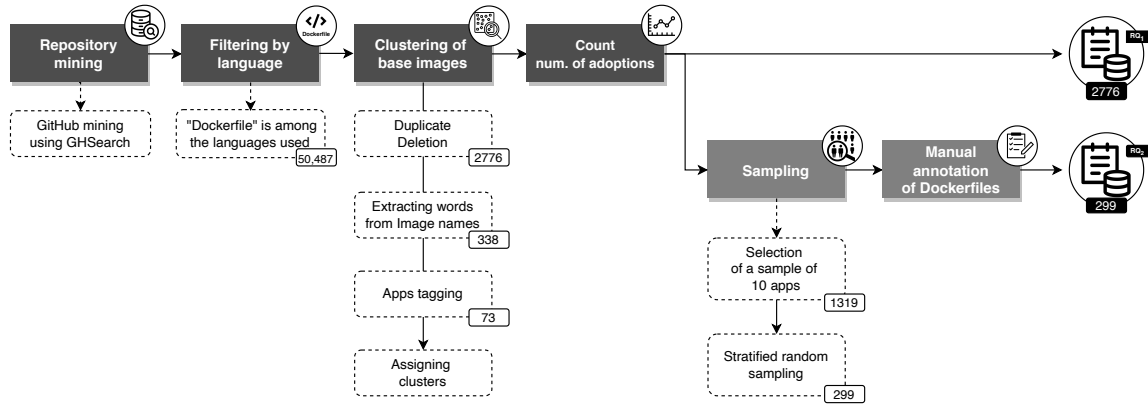 Repository
mining
</>
Dockerfile
Filtering by
language
Clustering of
base images
Count
num. of adoptions
RQ1
2776
GitHub mining
using GHSearch
"Dockerfile" is among
the languages used
50,487
Duplicate
Deletion
2776
Extracting words
from Image names
338
Apps tagging
73
Assigning
clusters
Sampling
Manual
annotation
of Dockerfiles
RQ2
299
Selection
of a sample of
10 apps
1319
Stratified random
sampling
299